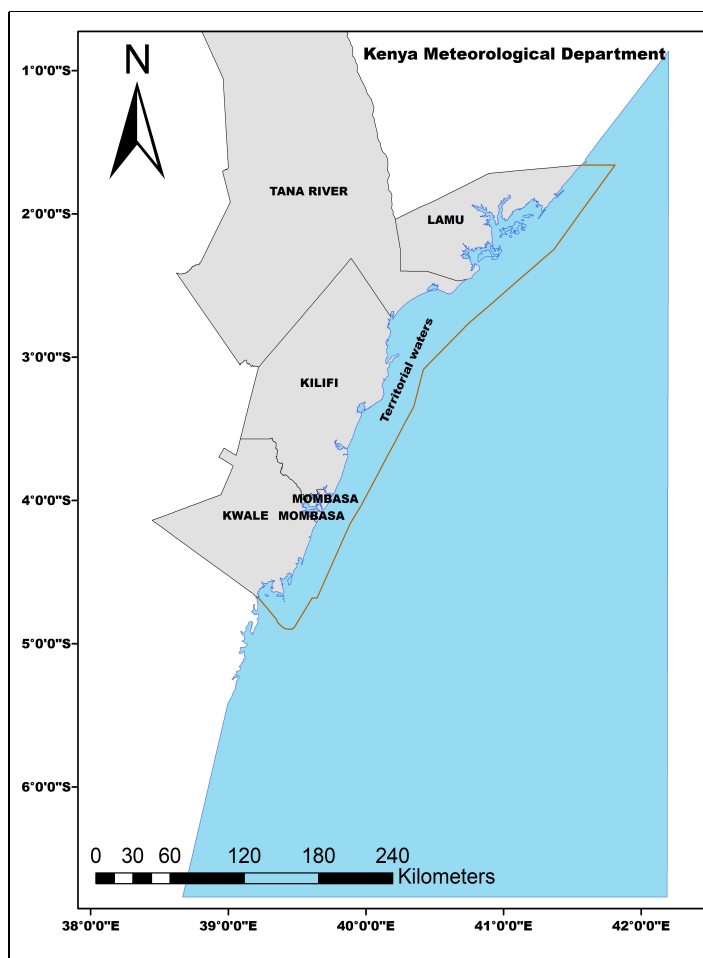 Kenya Meteorological Department
N
1°0'0"S
2°0'0"S
3°0'0"S
4°0'0"S
5°0'0"S
6°0'0"S
TANA RIVER
LAMU
Territorial waters
KILIFI
MOMBASA
KWALE MOMBASA
0 30 60 120 180 240
Kilometers
38°0'0"E 39°0'0"E 40°0'0"E 41°0'0"E 42°0'0"E